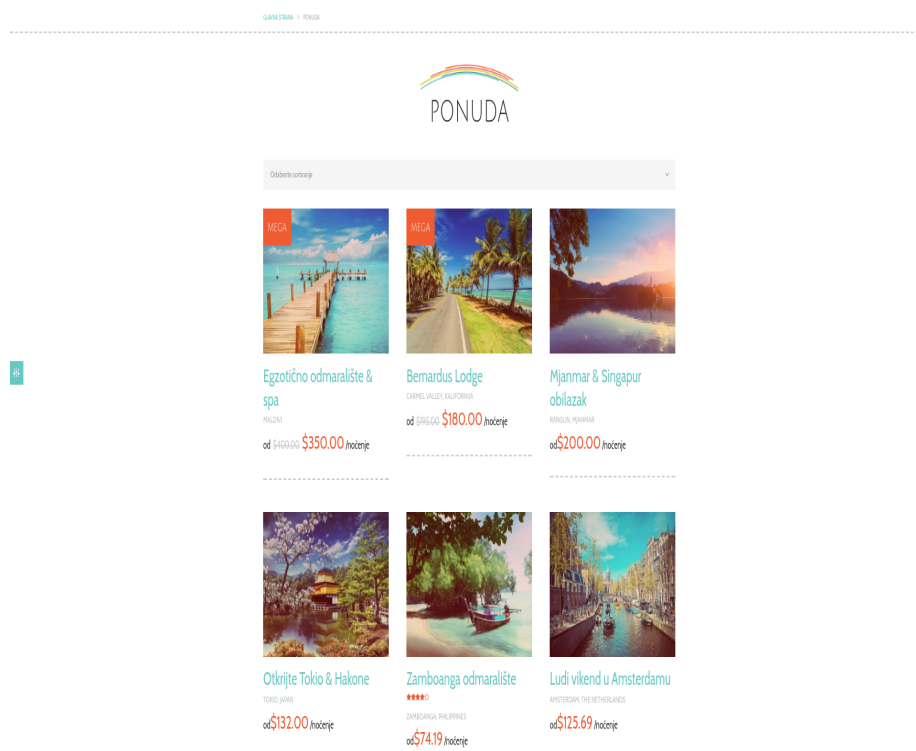 GLAVNA STRANA > PONUDA
PONUDA
Odaberite sortiranje
MEGA
Egzotično odmaralište &
spa
MALDIVI
od $400.00 $350.00 /noćenje
MEGA
Bernardus Lodge
CARMEL VALLEY, KALIFORNIJA
od $195.00 $180.00 /noćenje
Mjanmar & Singapur
obilazak
RANGLIN, MJANMAR
od$200.00 /noćenje
Otkrijte Tokio & Hakone
TOKIO, JAPAN
od$132.00 /noćenje
Zamboanga odmaralište
ZAMBOANGA, PHILIPPINES
od$74.19 /noćenje
Ludi vikend u Amsterdamu
AMSTERDAM, THE NETHERLANDS
od$125.69 /noćenje